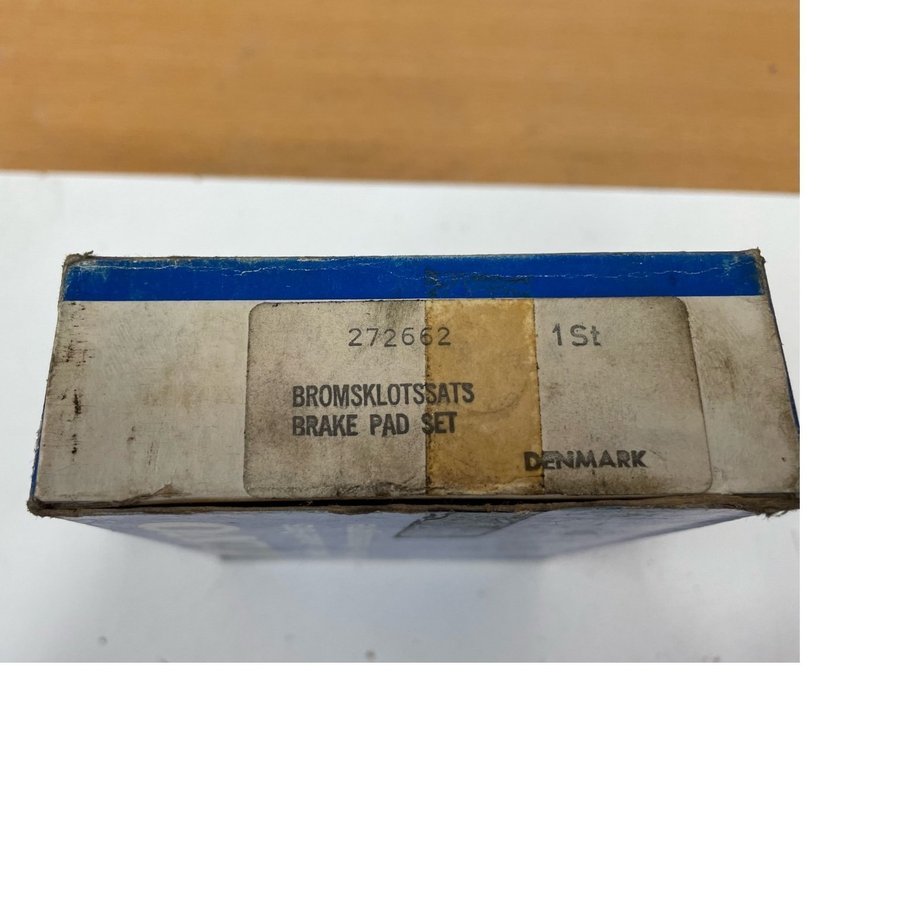 272662 1St
BROMSKLOTSSATS
BRAKE PAD SET
DENMARK